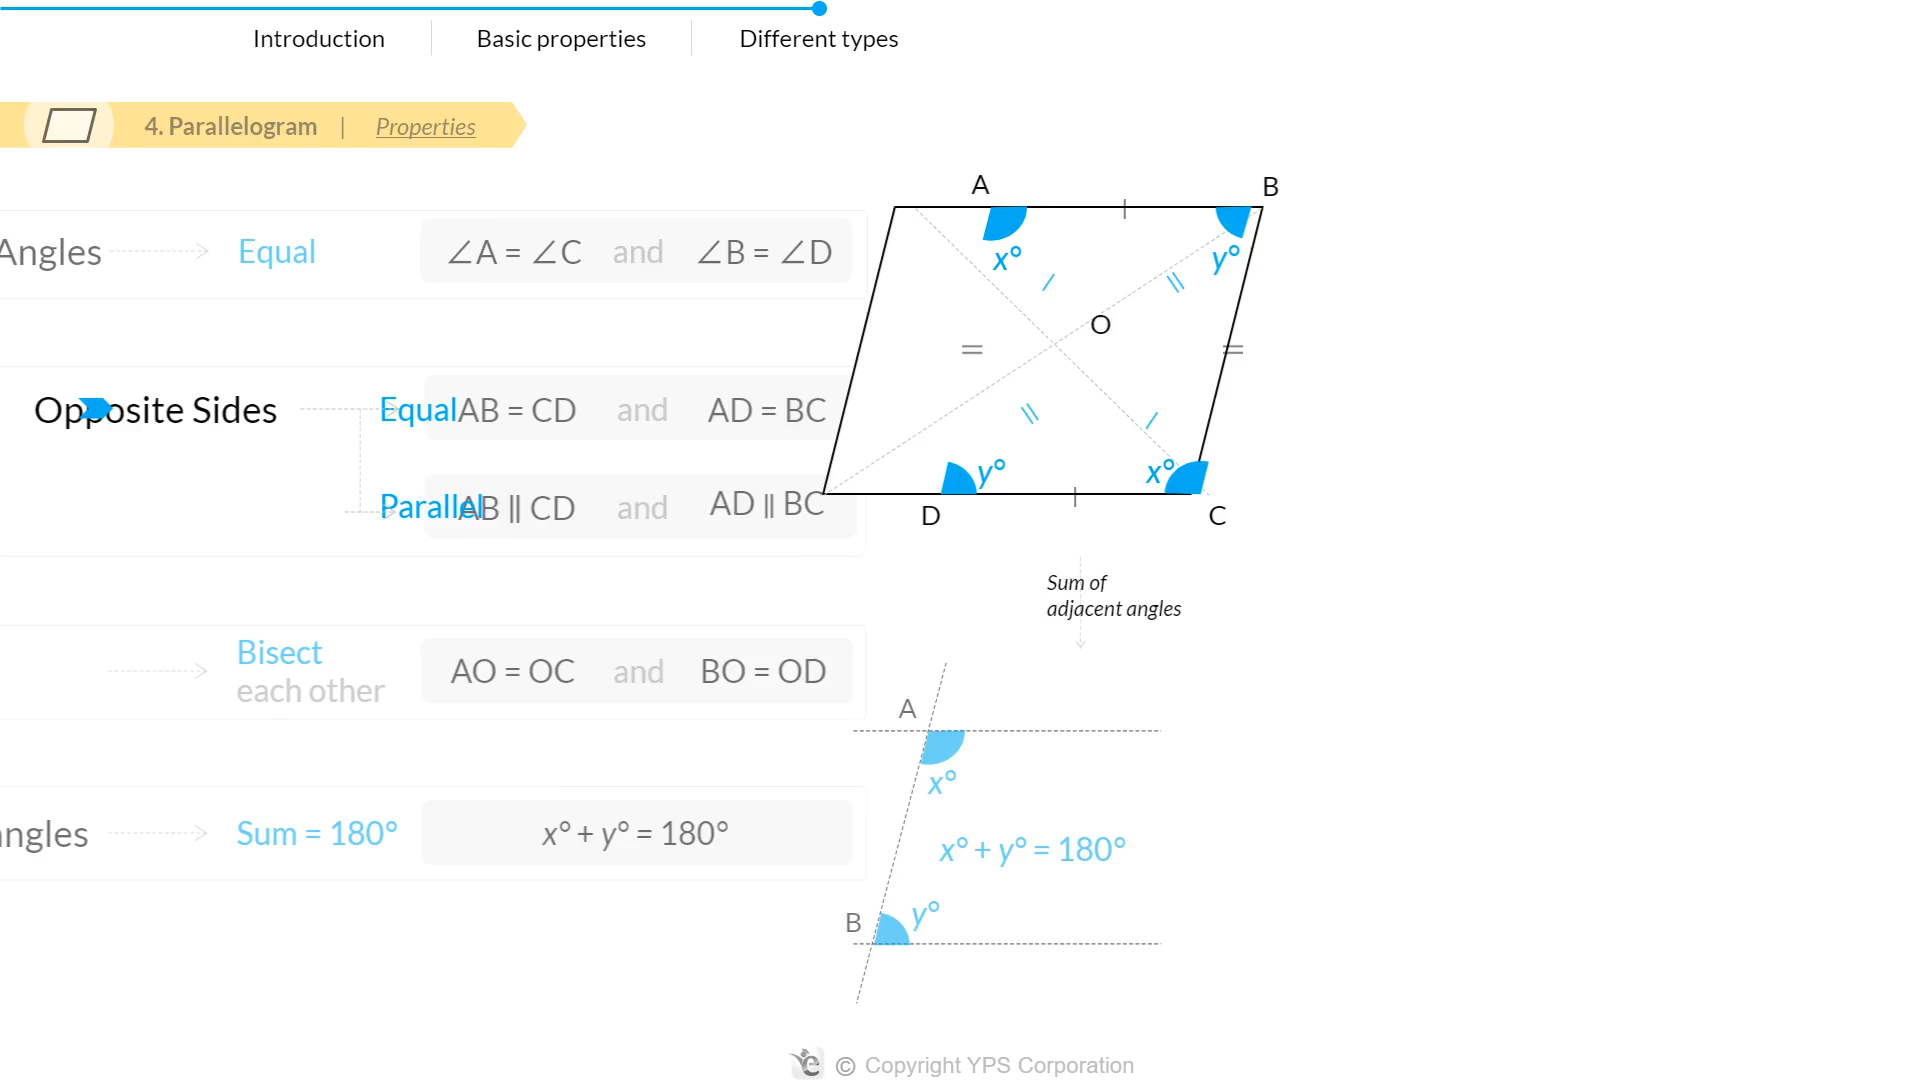 Introduction
Basic properties
Different types
4. Parallelogram | Properties
Angles
Equal
∠A = ∠C and ∠B = ∠D
Opposite Sides
Equal
AB = CD and AD = BC
Parallel
AB || CD and AD || BC
Bisect
each other
AO = OC and BO = OD
Sum = 180°
x° + y° = 180°
A
B
x°
y°
O
y°
x°
D
C
Sum of
adjacent angles
A
x°
x° + y° = 180°
B
y°
© Copyright YPS Corporation